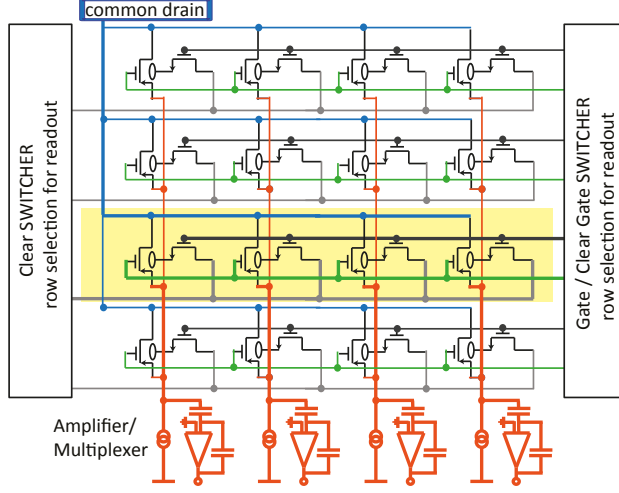 common drain
Clear SWITCHER
row selection for readout
Gate / Clear Gate SWITCHER
row selection for readout
Amplifier/
Multiplexer